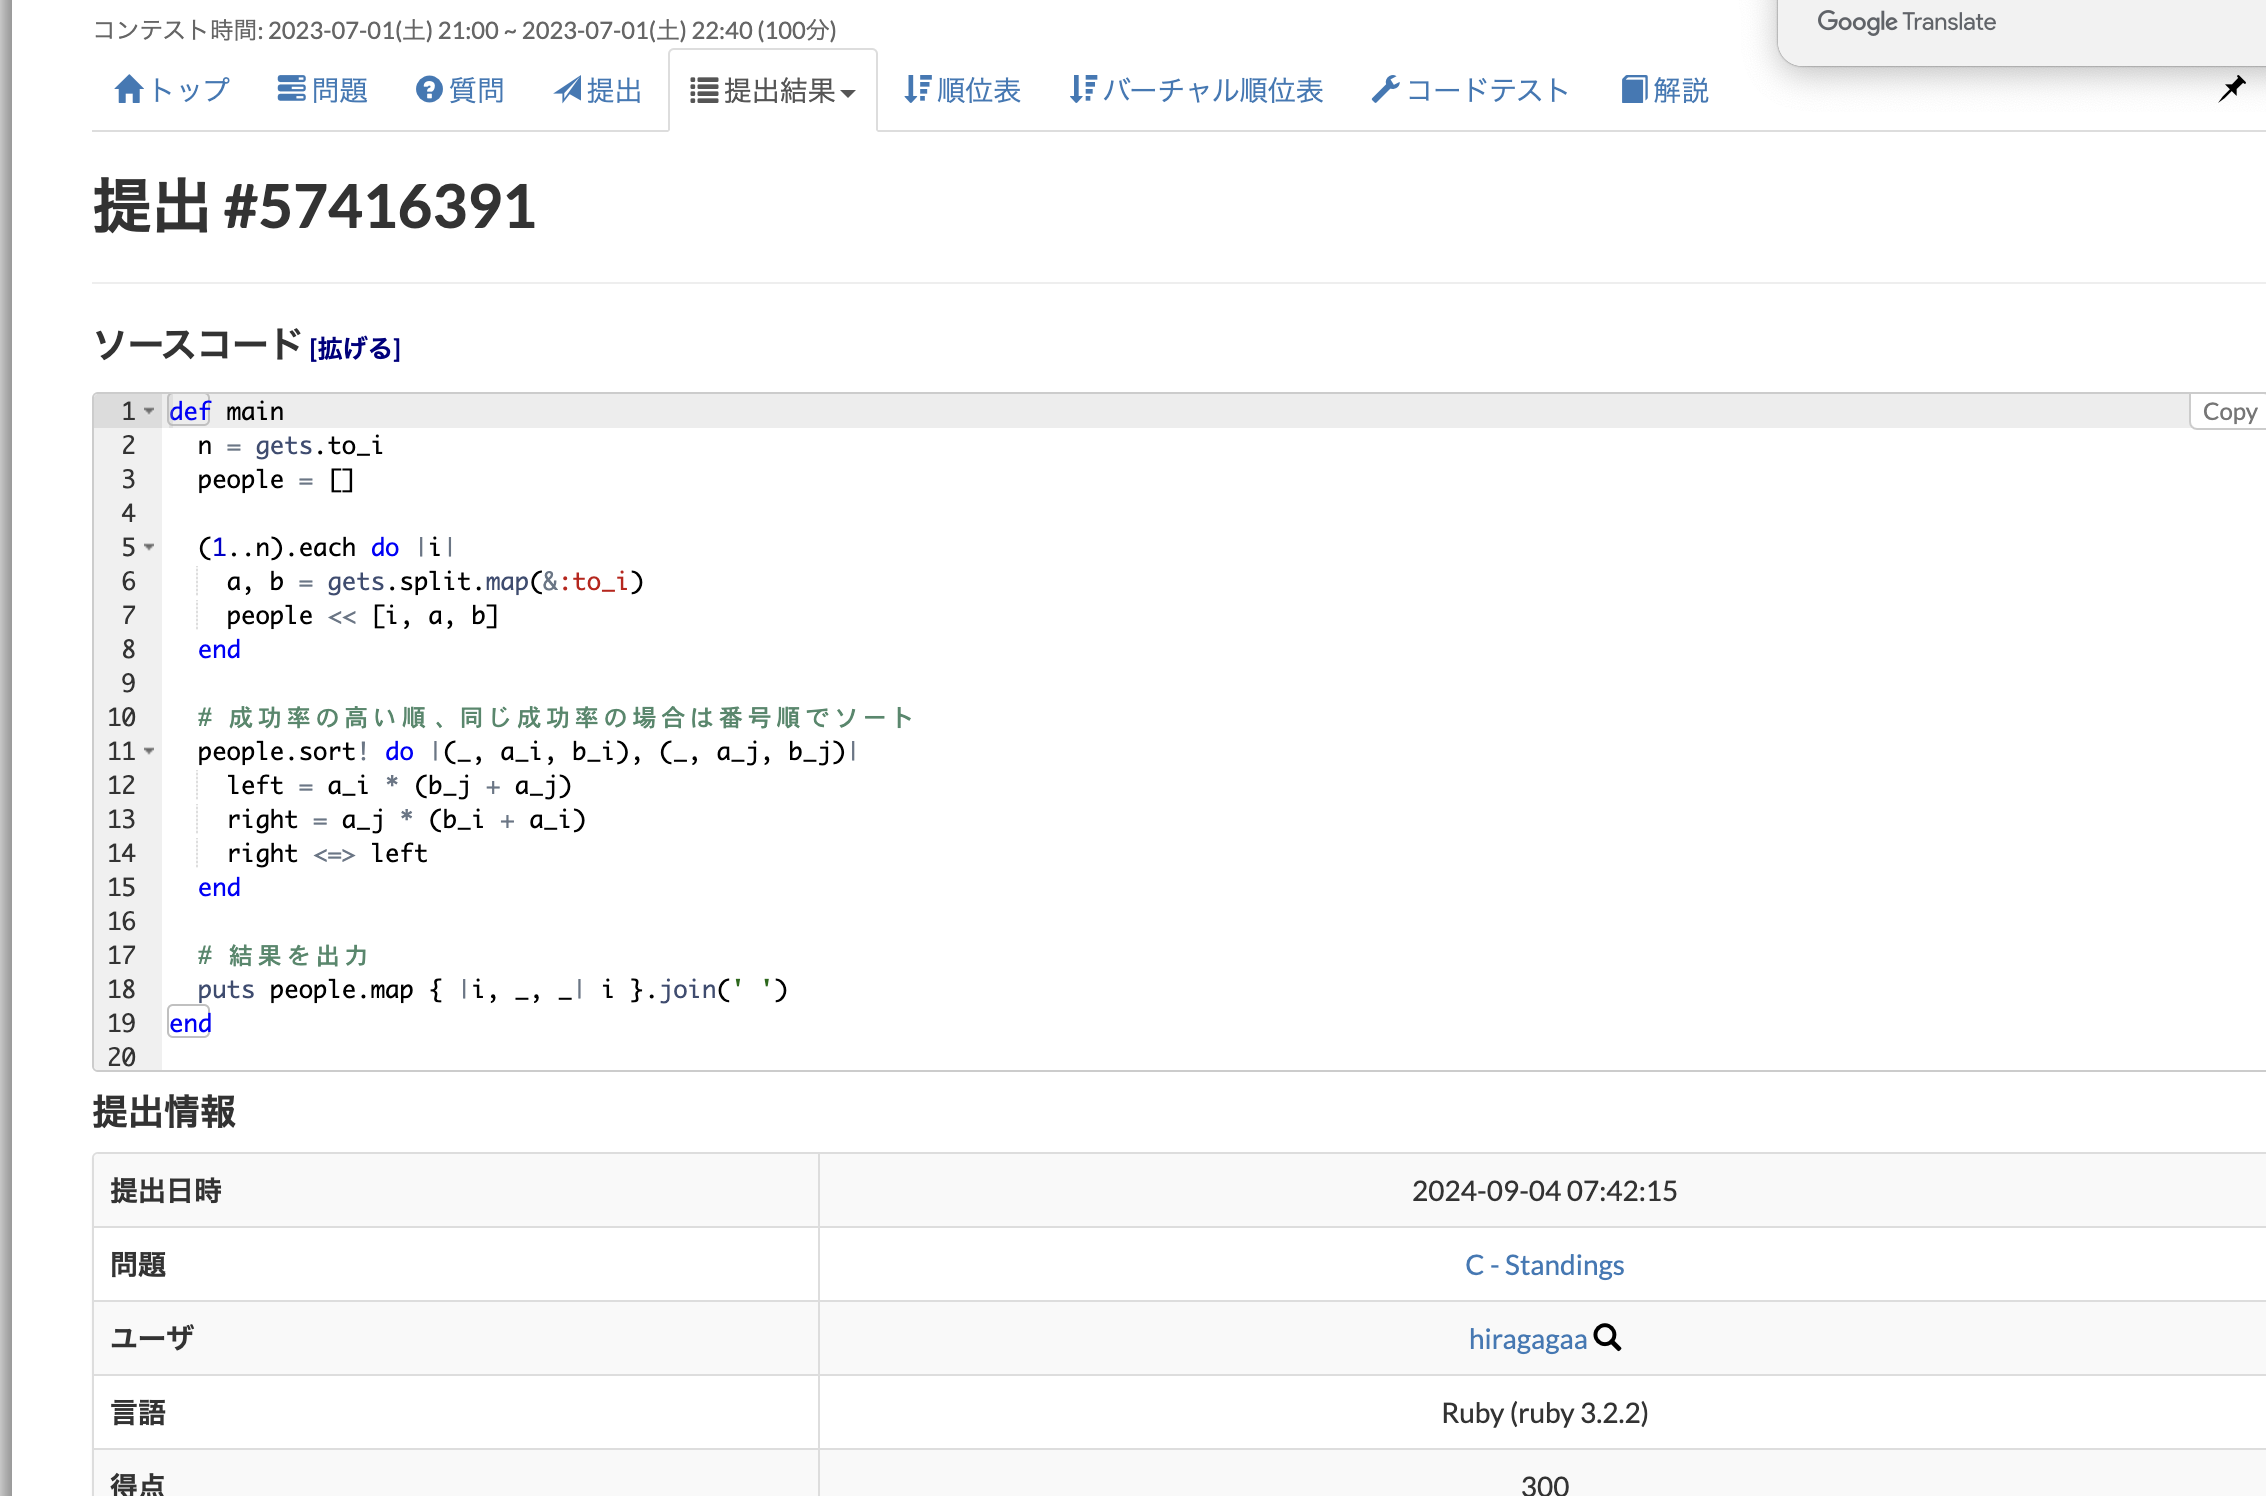 コンテスト時間: 2023-07-01(土) 21:00 ~ 2023-07-01(土) 22:40 (100分)
Google Translate
トップ 問題 質問 提出 提出結果 順位表 バーチャル順位表 コードテスト 解説
提出 #57416391
ソースコード [拡げる]
Copy
1 def main
2   n = gets.to_i
3   people = []
4
5   (1..n).each do |i|
6     a, b = gets.split.map(&:to_i)
7     people << [i, a, b]
8   end
9
10   # 成功率の高い順、同じ成功率の場合は番号順でソート
11   people.sort! do |(_, a_i, b_i), (_, a_j, b_j)|
12     left = a_i * (b_j + a_j)
13     right = a_j * (b_i + a_i)
14     right <=> left
15   end
16
17   # 結果を出力
18   puts people.map { |i, _, _| i }.join(' ')
19 end
20
提出情報
提出日時 2024-09-04 07:42:15
問題 C - Standings
ユーザ hiragagaa
言語 Ruby (ruby 3.2.2)
得点 300